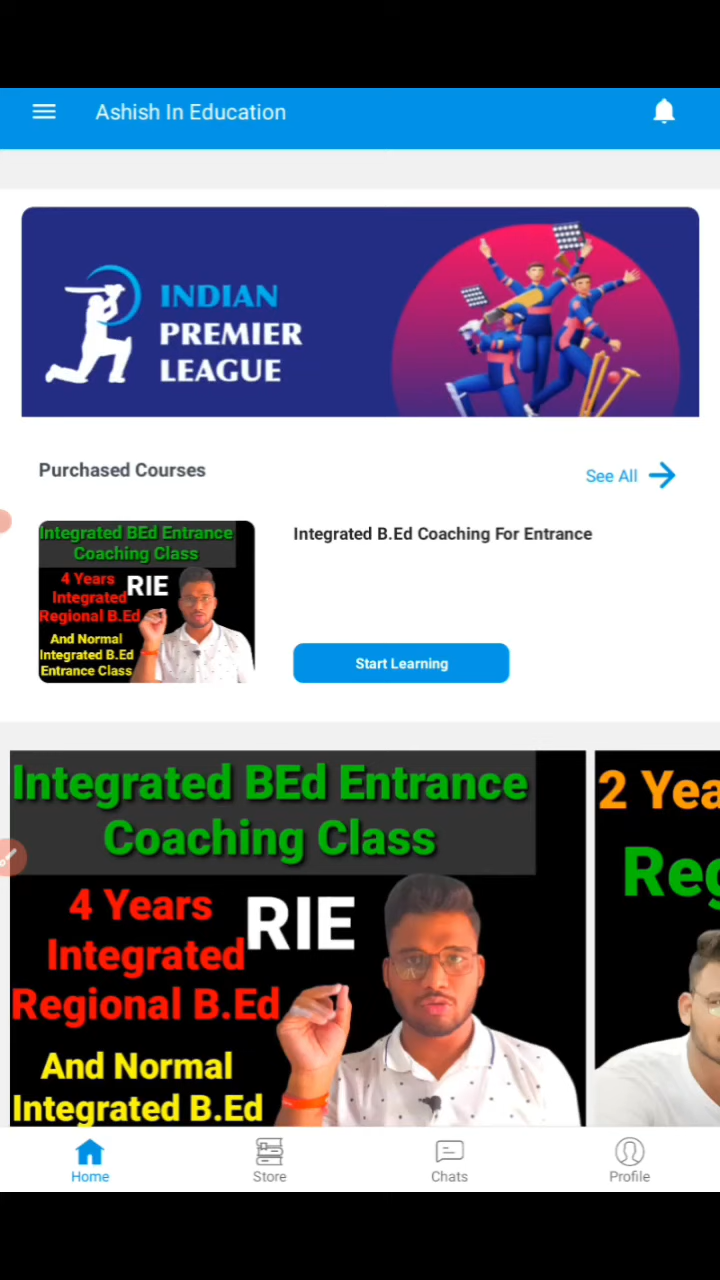 Ashish In Education
INDIAN
PREMIER
LEAGUE
Purchased Courses
See All
Integrated BEd Entrance
Coaching Class
4 Years
Integrated
Regional B.Ed
RIE
And Normal
Integrated B.Ed
Entrance Class
Integrated B.Ed Coaching For Entrance
Start Learning
Integrated BEd Entrance
Coaching Class
4 Years
Integrated
Regional B.Ed
RIE
And Normal
Integrated B.Ed
2 Yea
Reg
Home
Store
Chats
Profile